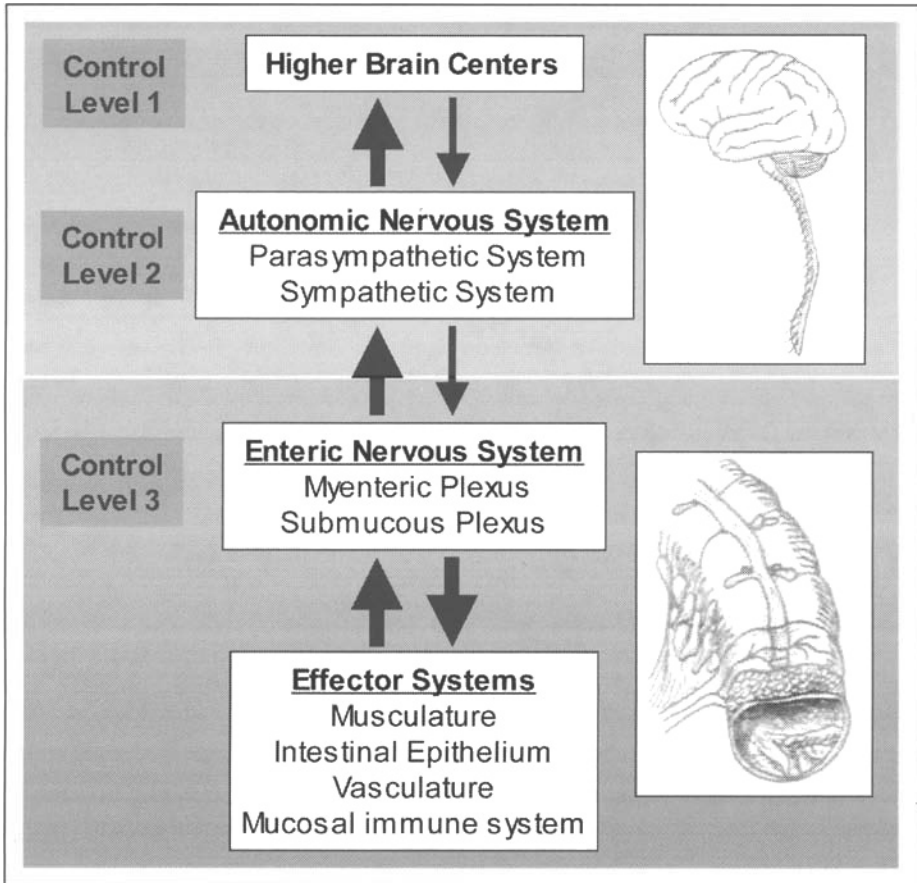 Control
Level 1
Higher Brain Centers
Control
Level 2
Autonomic Nervous System
Parasympathetic System
Sympathetic System
Control
Level 3
Enteric Nervous System
Myenteric Plexus
Submucous Plexus
Effector Systems
Musculature
Intestinal Epithelium
Vasculature
Mucosal immune system